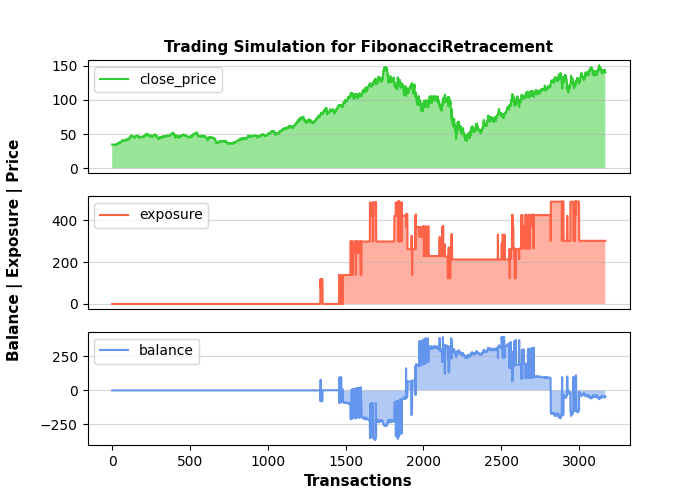 Trading Simulation for FibonacciRetracement
Balance | Exposure | Price
close_price
150
100
50
0
exposure
400
200
0
balance
250
0
−250
0
500
1000
1500
2000
2500
3000
Transactions